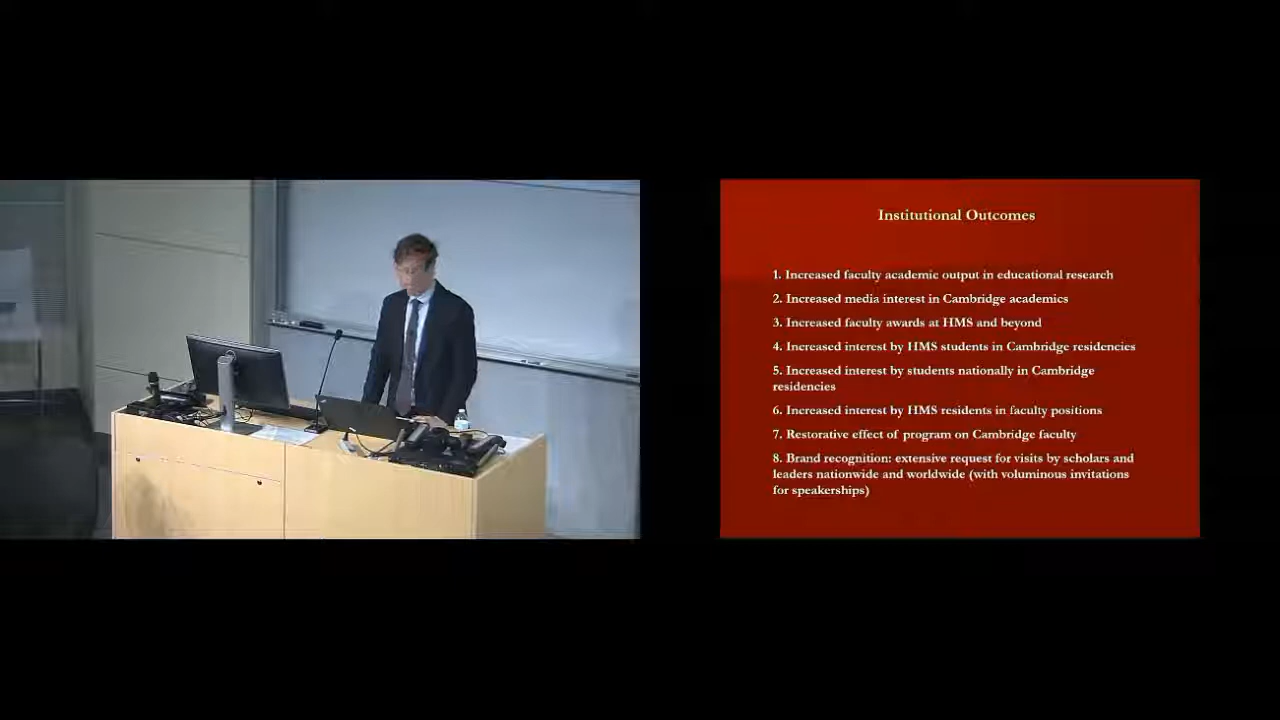 Institutional Outcomes
1. Increased faculty academic output in educational research
2. Increased media interest in Cambridge academics
3. Increased faculty awards at HMS and beyond
4. Increased interest by HMS students in Cambridge residencies
5. Increased interest by students nationally in Cambridge
residencies
6. Increased interest by HMS residents in faculty positions
7. Restorative effect of program on Cambridge faculty
8. Brand recognition: extensive request for visits by scholars and
leaders nationwide and worldwide (with voluminous invitations
for speakerships)